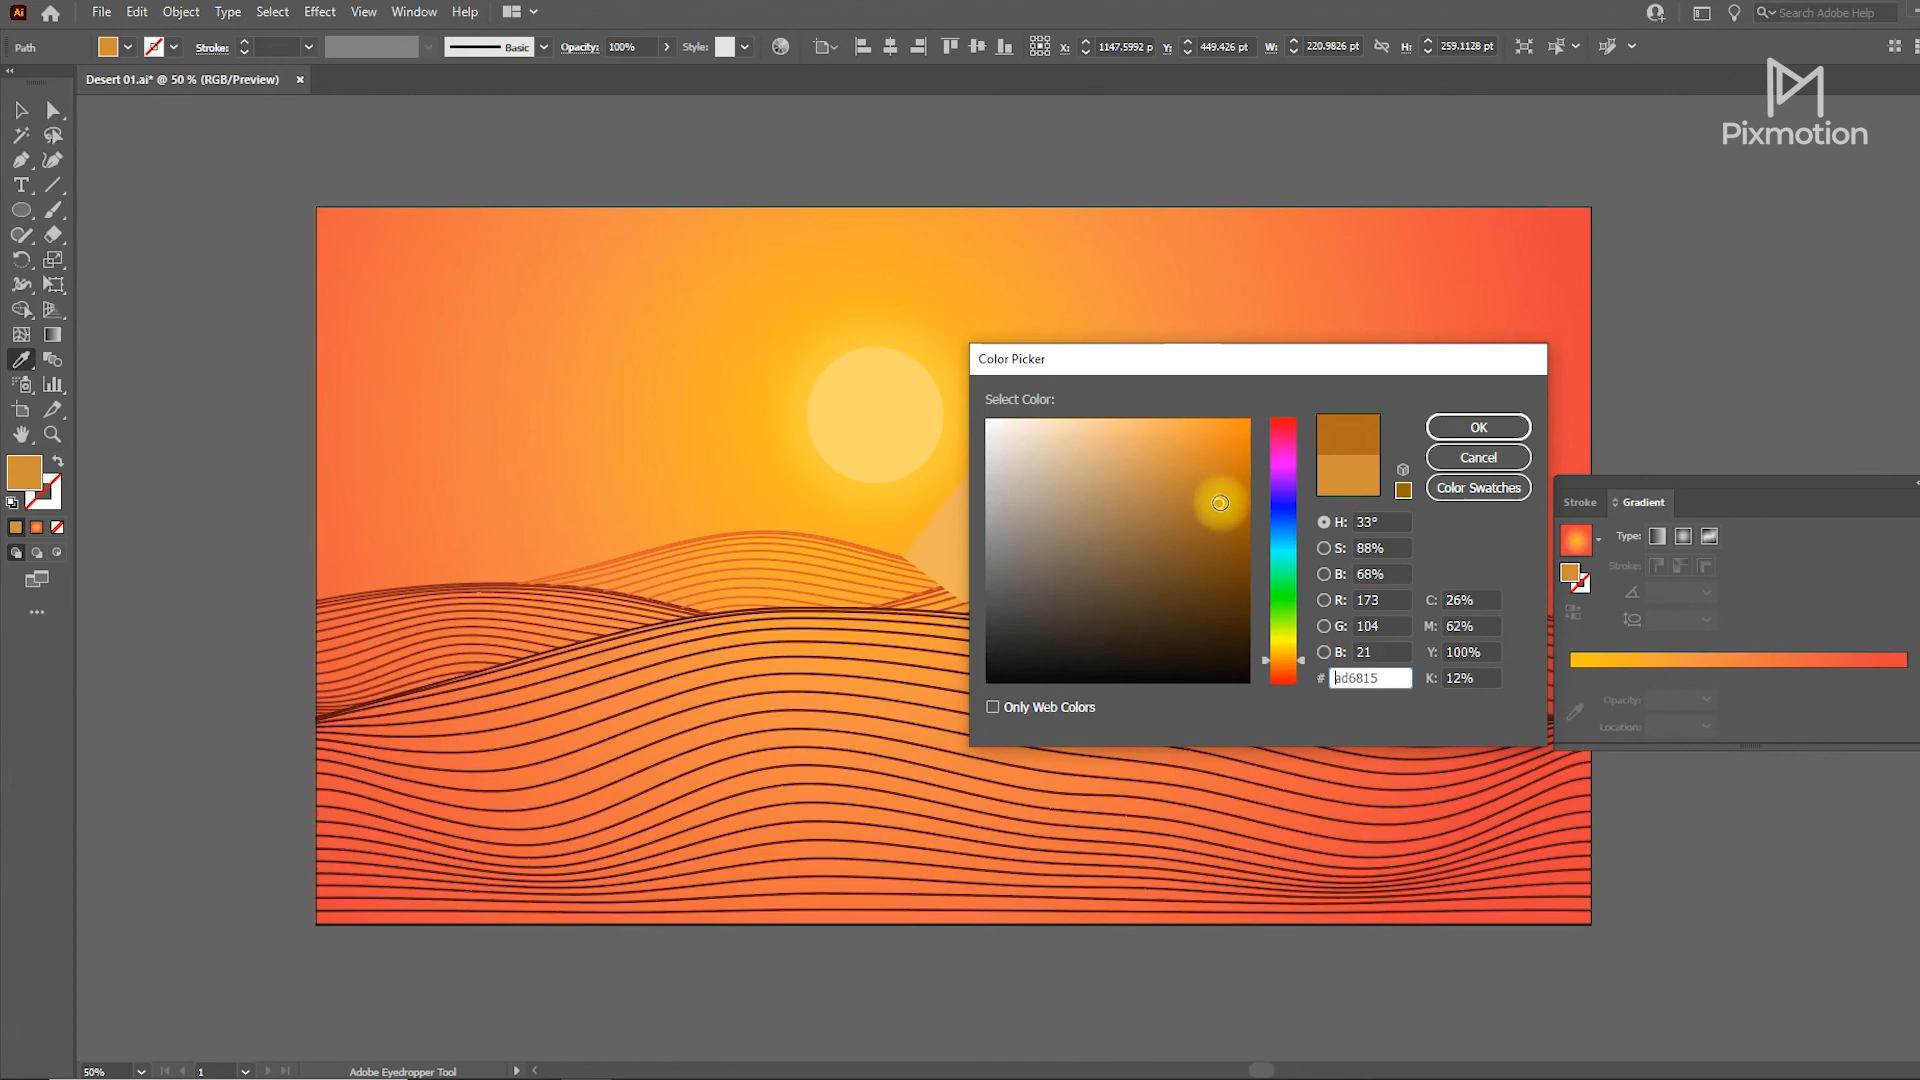 Ai File Edit Object Type Select Effect View Window Help Search Adobe Help
Path Stroke: Basic Opacity: 100% Style: X: 1147.5992 p Y: 449.426 pt W: 220.9826 pt H: 259.1128 pt
Desert 01.ai* @ 50 % (RGB/Preview) ×
Pixmotion
Color Picker
Select Color:
OK
Cancel
Color Swatches
H: 33°
S: 88%
B: 68%
R: 173 C: 26%
G: 104 M: 62%
B: 21 Y: 100%
# ad6815 K: 12%
Only Web Colors
Stroke Gradient
Type:
Stroke:
Opacity:
Location:
50% 1 Adobe Eyedropper Tool